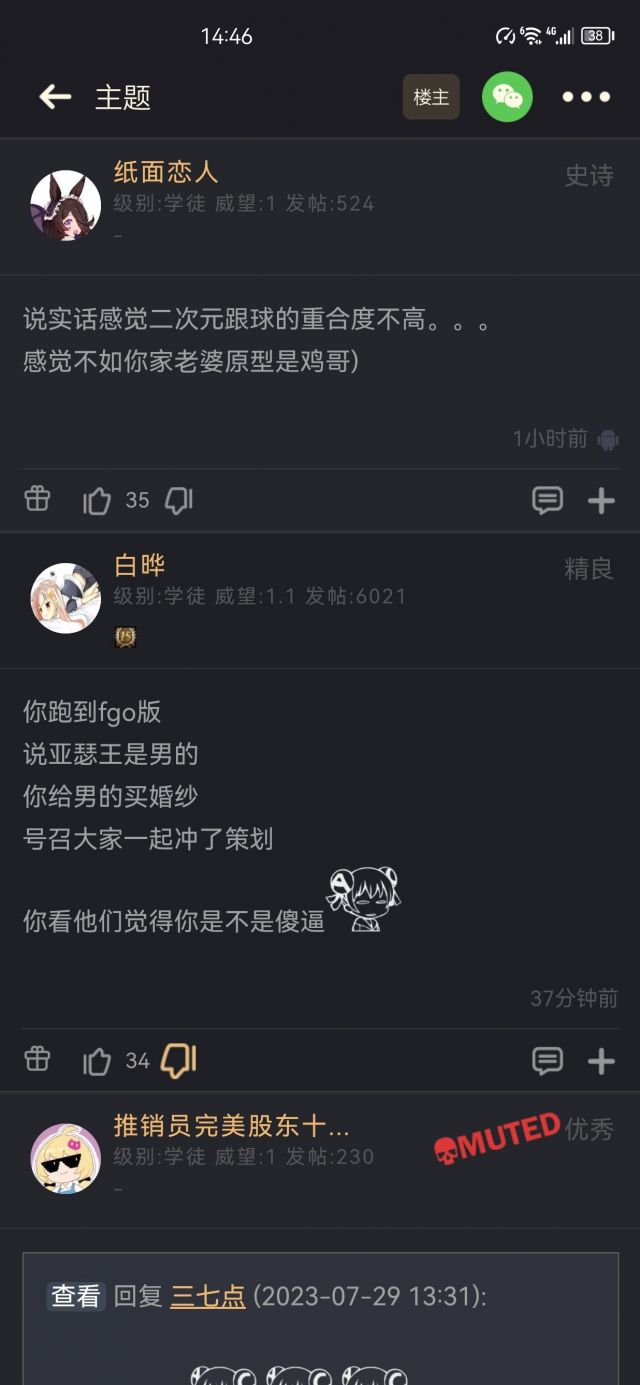 14:46
6 4G 38
主题 楼主
纸面恋人 史诗
级别:学徒 威望:1 发帖:524
-
说实话感觉二次元跟球的重合度不高。。。
感觉不如你家老婆原型是鸡哥)
1小时前
35
白晔 精良
级别:学徒 威望:1.1 发帖:6021
15
你跑到fgo版
说亚瑟王是男的
你给男的买婚纱
号召大家一起冲了策划
你看他们觉得你是不是傻逼
37分钟前
34
推销员完美股东十... MUTED 优秀
级别:学徒 威望:1 发帖:230
-
查看 回复 三七点 (2023-07-29 13:31):